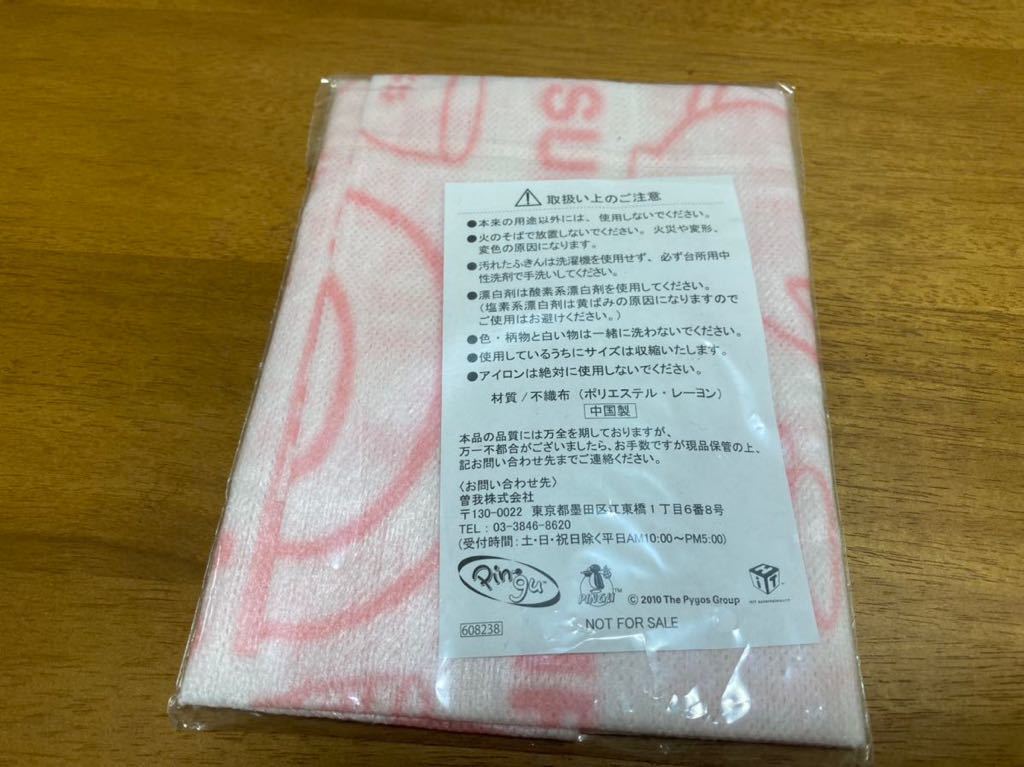 SU
⚠ 取扱い上のご注意
●本来の用途以外には、使用しないでください。
●火のそばで放置しないでください。火災や変形、
変色の原因になります。
●汚れたふきんは洗濯機を使用せず、必ず台所用中
性洗剤で手洗いしてください。
●漂白剤は酸素系漂白剤を使用してください。
(塩素系漂白剤は黄ばみの原因になりますので
ご使用はお避けください。)
●色・柄物と白い物は一緒に洗わないでください。
●使用しているうちにサイズは収縮いたします。
●アイロンは絶対に使用しないでください。
材質/不織布(ポリエステル・レーヨン)
中国製
本品の品質には万全を期しておりますが、
万一不都合がございましたら、お手数ですが現品保管の上、
記お問い合わせ先までご連絡ください。
〈お問い合わせ先〉
曽我株式会社
〒130-0022 東京都墨田区江東橋1丁目6番8号
TEL:03-3846-8620
(受付時間:土・日・祝日除く平日AM10:00~PM5:00)
Pingu™ PINGU™ © 2010 The Pygos Group HIT
608238 NOT FOR SALE